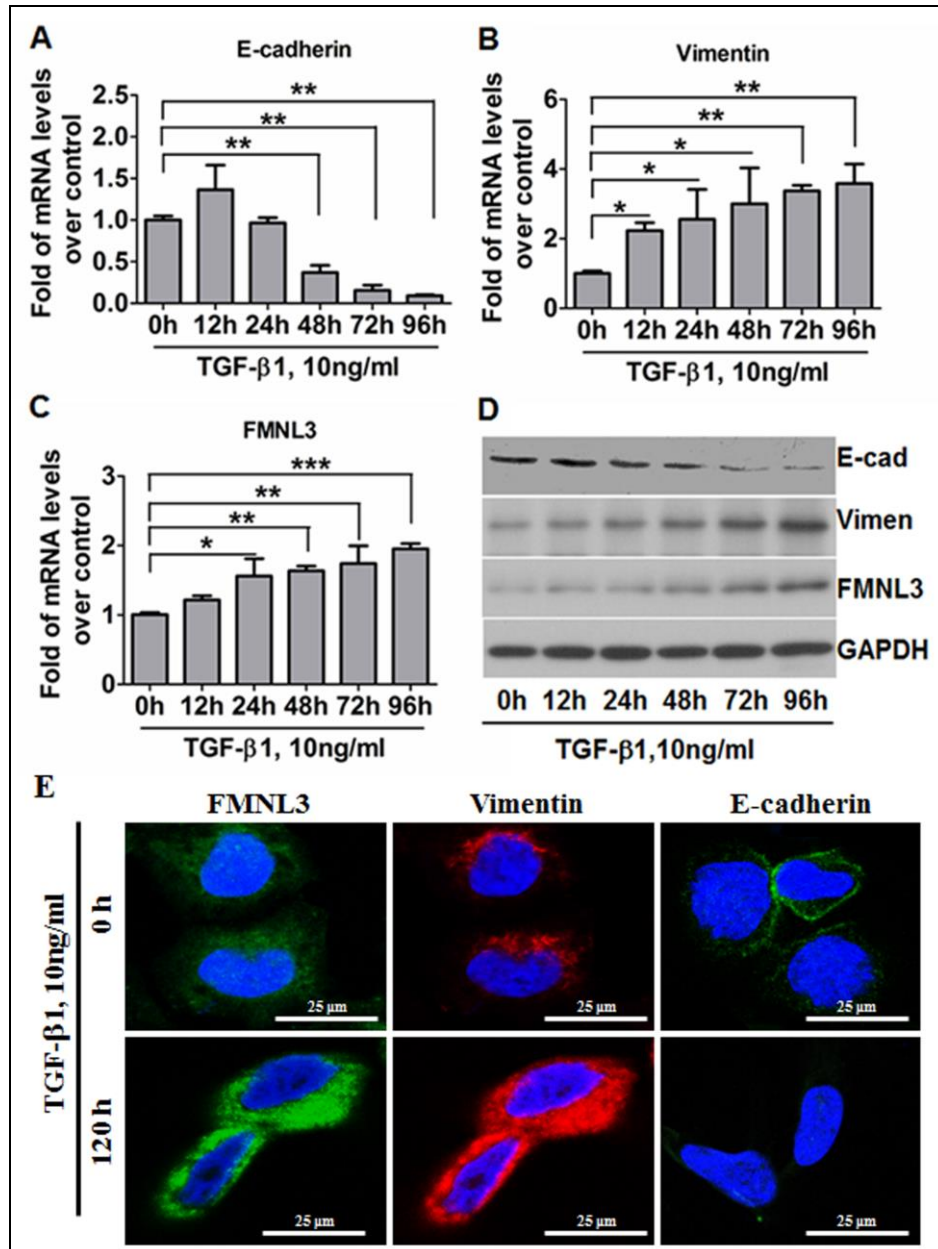 A
E-cadherin
Fold of mRNA levels
over control
2.5
2.0
1.5
1.0
0.5
0.0
**
**
**
0h 12h 24h 48h 72h 96h
TGF-β1, 10ng/ml
B
Vimentin
Fold of mRNA levels
over control
6
4
2
0
**
**
*
*
*
0h 12h 24h 48h 72h 96h
TGF-β1, 10ng/ml
C
FMNL3
Fold of mRNA levels
over control
3
2
1
0
***
**
**
*
0h 12h 24h 48h 72h 96h
TGF-β1, 10ng/ml
D
E-cad
Vimen
FMNL3
GAPDH
0h 12h 24h 48h 72h 96h
TGF-β1,10ng/ml
E
FMNL3 Vimentin E-cadherin
TGF-β1, 10ng/ml
0 h
25 µm 25 µm 25 µm
120 h
25 µm 25 µm 25 µm